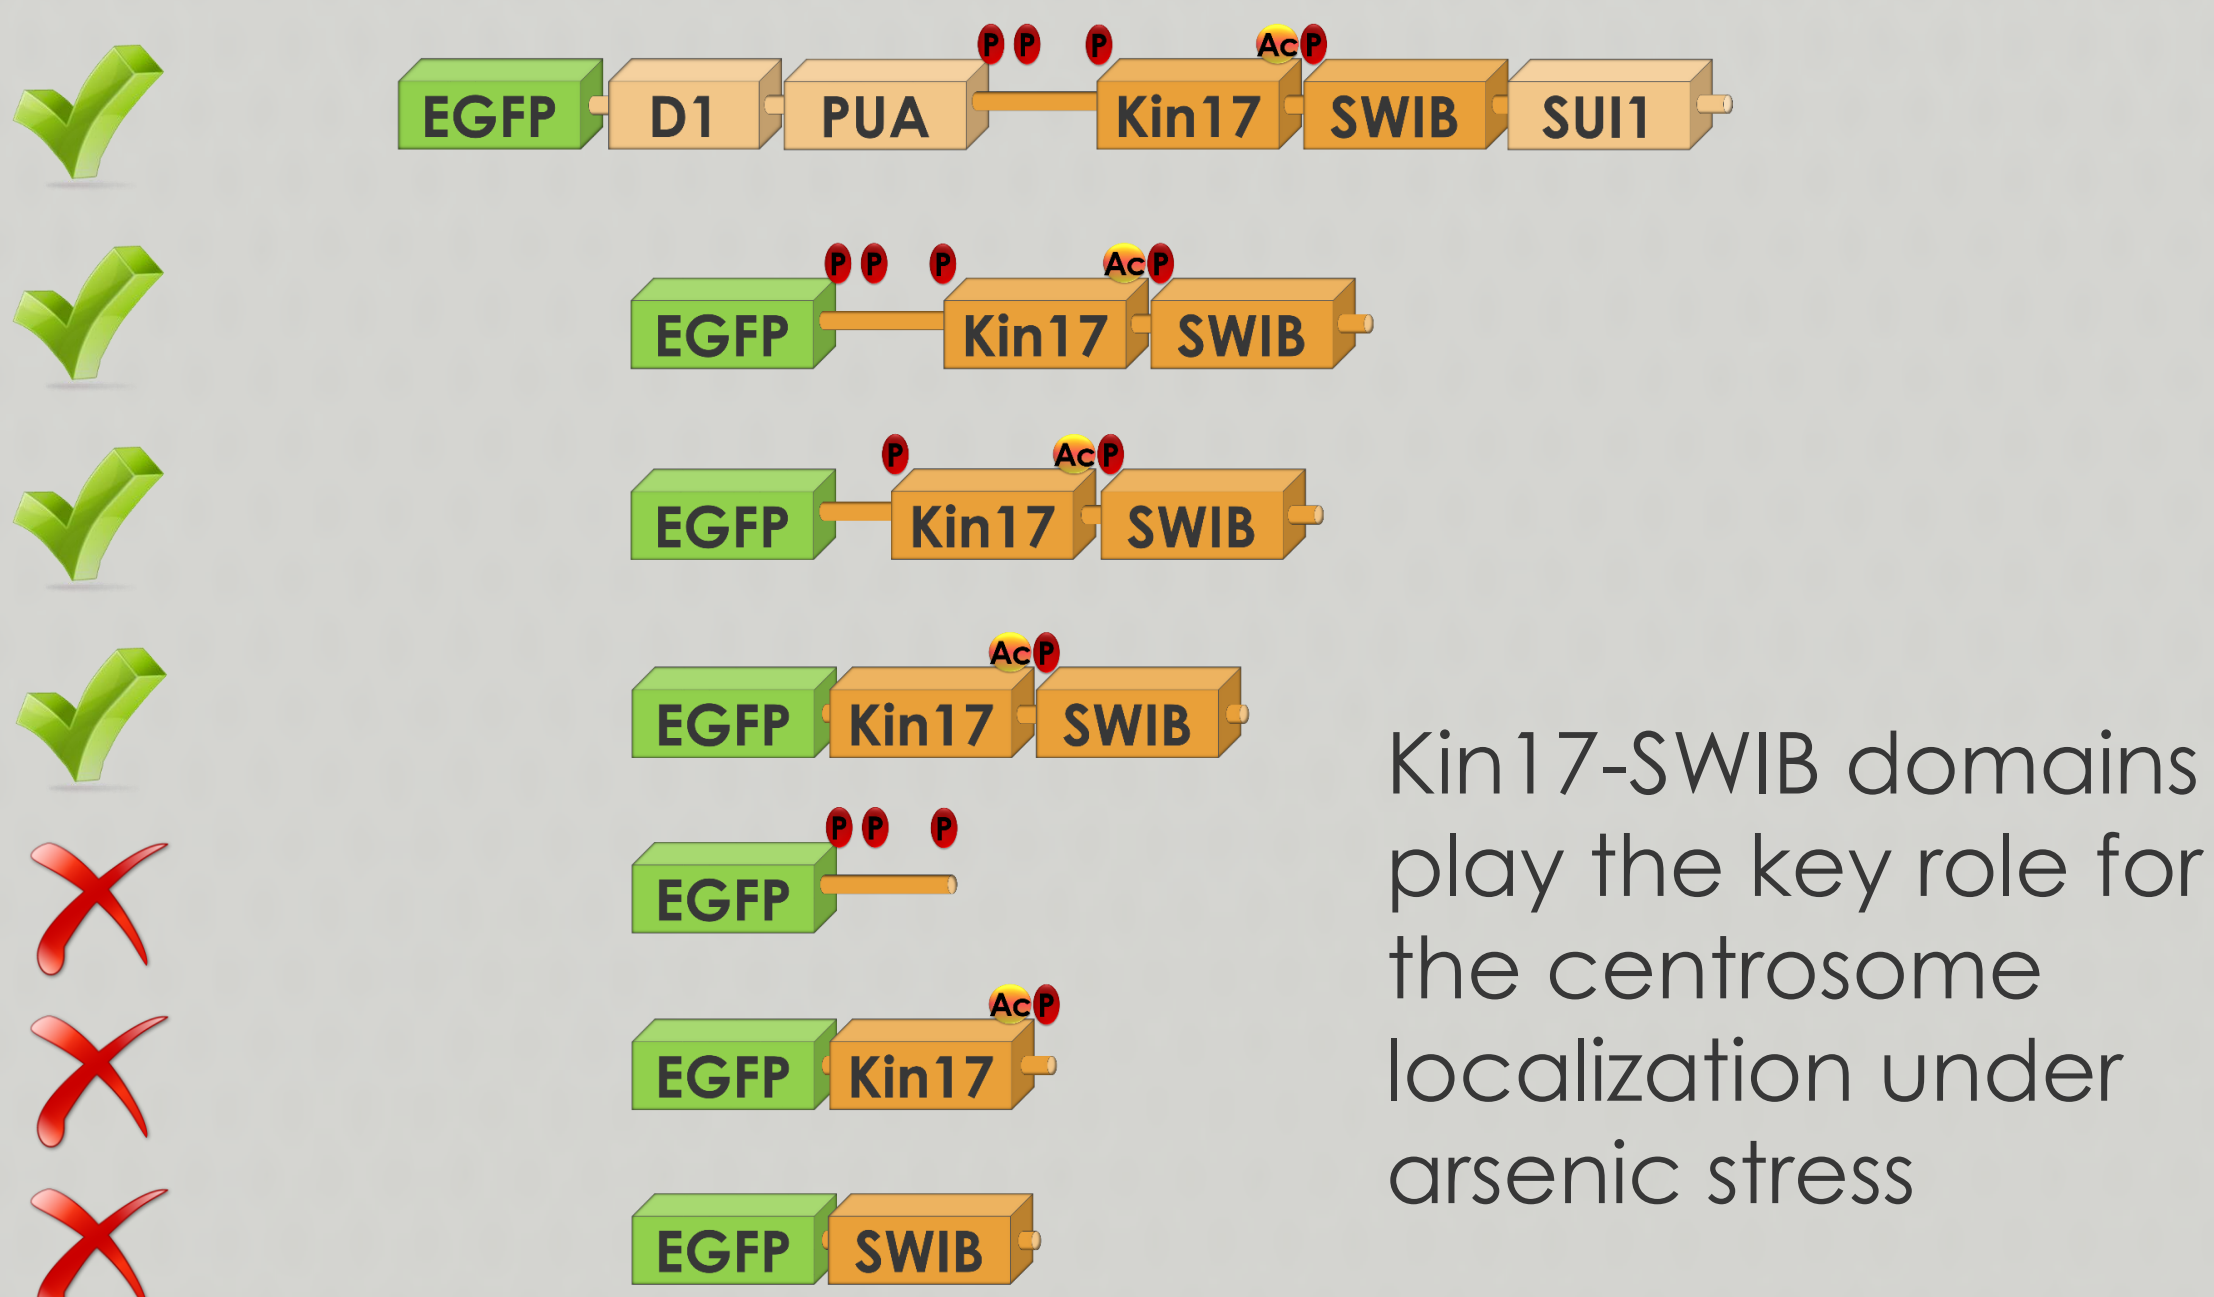 P P P Ac P
EGFP D1 PUA Kin17 SWIB SUI1
P P P Ac P
EGFP Kin17 SWIB
P Ac P
EGFP Kin17 SWIB
Ac P
EGFP Kin17 SWIB
P P P
EGFP
Ac P
EGFP Kin17
EGFP SWIB
Kin17-SWIB domains
play the key role for
the centrosome
localization under
arsenic stress